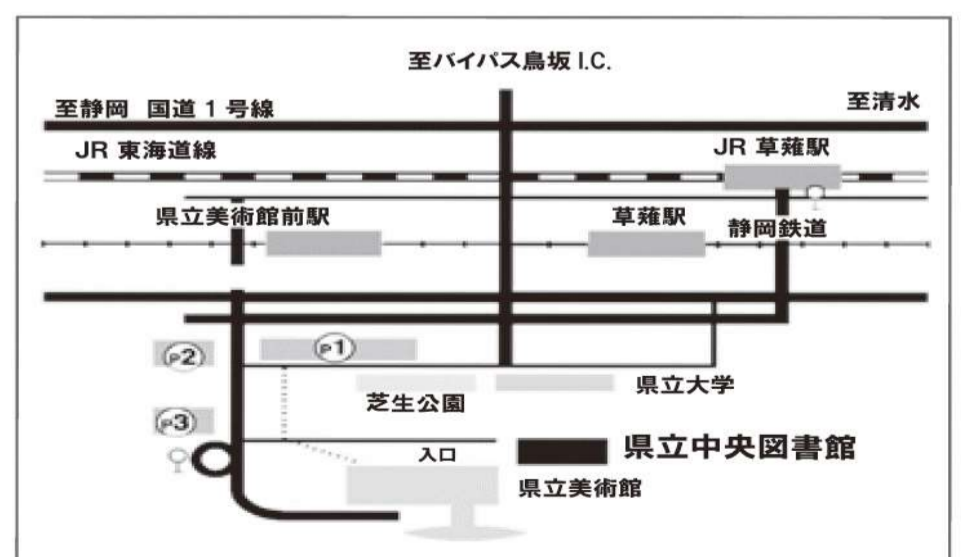 至バイパス鳥坂 I.C.
至静岡 国道 1 号線
至清水
JR 東海道線
JR 草薙駅
県立美術館前駅
草薙駅
静岡鉄道
P1
P2
県立大学
芝生公園
P3
入口
県立中央図書館
県立美術館